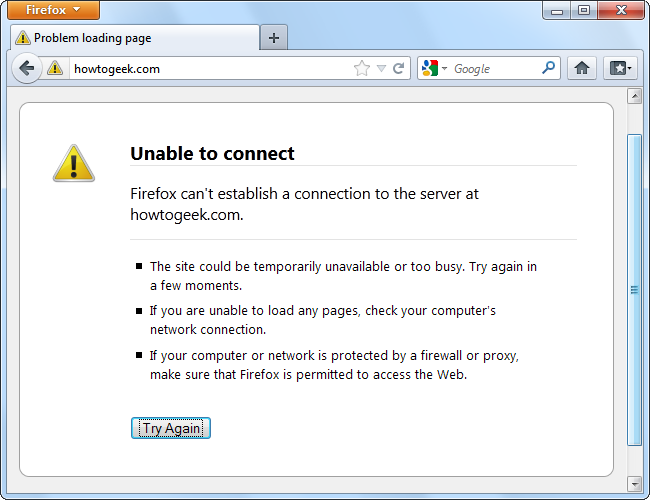 Firefox
Problem loading page
howtogeek.com
Google
Unable to connect
Firefox can't establish a connection to the server at
howtogeek.com.
The site could be temporarily unavailable or too busy. Try again in
a few moments.
If you are unable to load any pages, check your computer's
network connection.
If your computer or network is protected by a firewall or proxy,
make sure that Firefox is permitted to access the Web.
Try Again